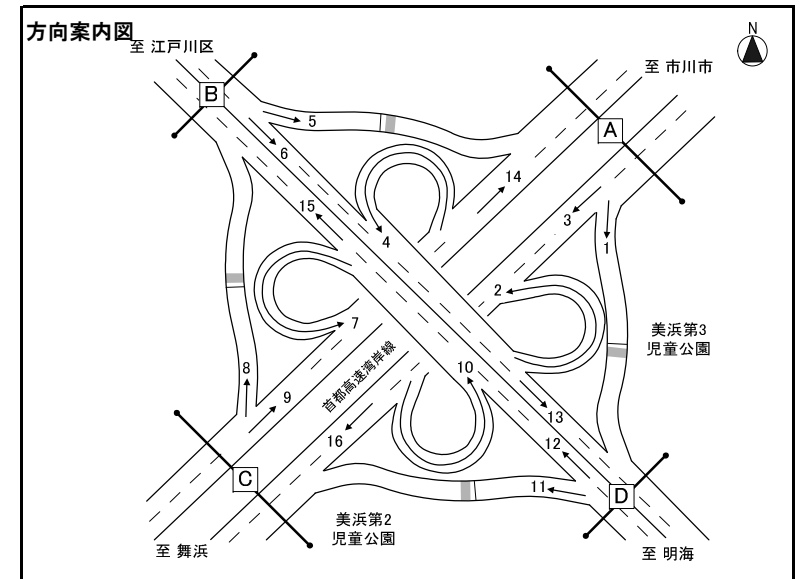 方向案内図
至 江戸川区
N
至 市川市
B
A
5
6
14
15
3
1
4
2
7
美浜第3
児童公園
首都高速湾岸線
10
8
9
13
16
12
C
11
D
美浜第2
児童公園
至 舞浜
至 明海